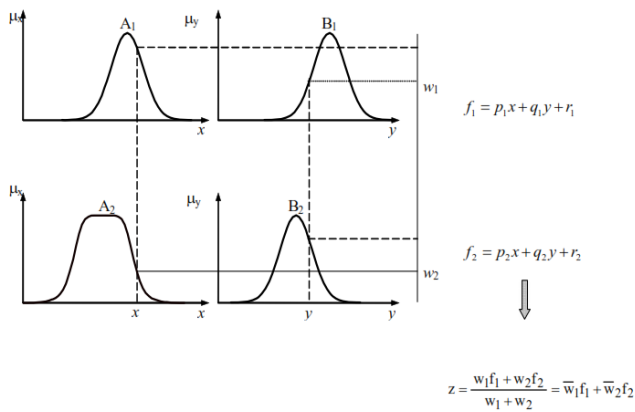 μx A1 μy B1
w1
f1 = p1x + q1y + r1
x y
μx A2 μy B2
f2 = p2x + q2y + r2
w2
x x y y
z = (w1f1 + w2f2) / (w1 + w2) = w̅1f1 + w̅2f2